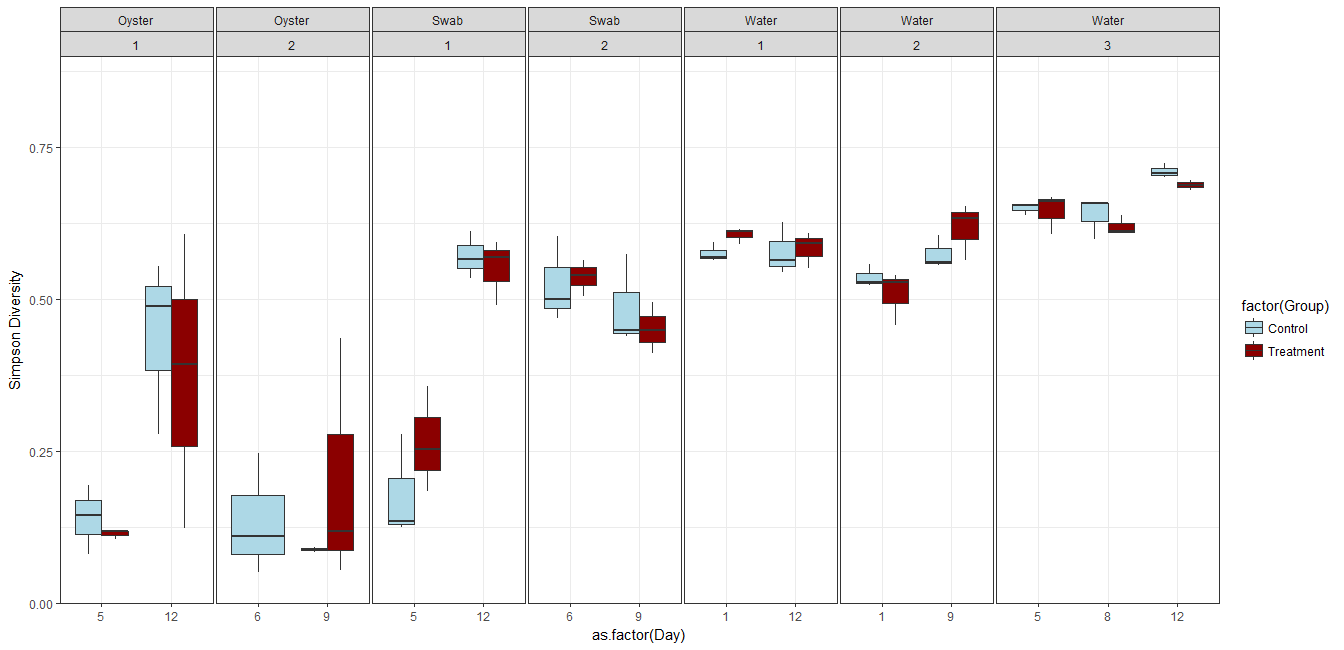 Oyster Oyster Swab Swab Water Water Water
1 2 1 2 1 2 3
0.75
0.50
0.25
0.00
Simpson Diversity
5 12 6 9 5 12 6 9 1 12 1 9 5 8 12
as.factor(Day)
factor(Group)
Control
Treatment